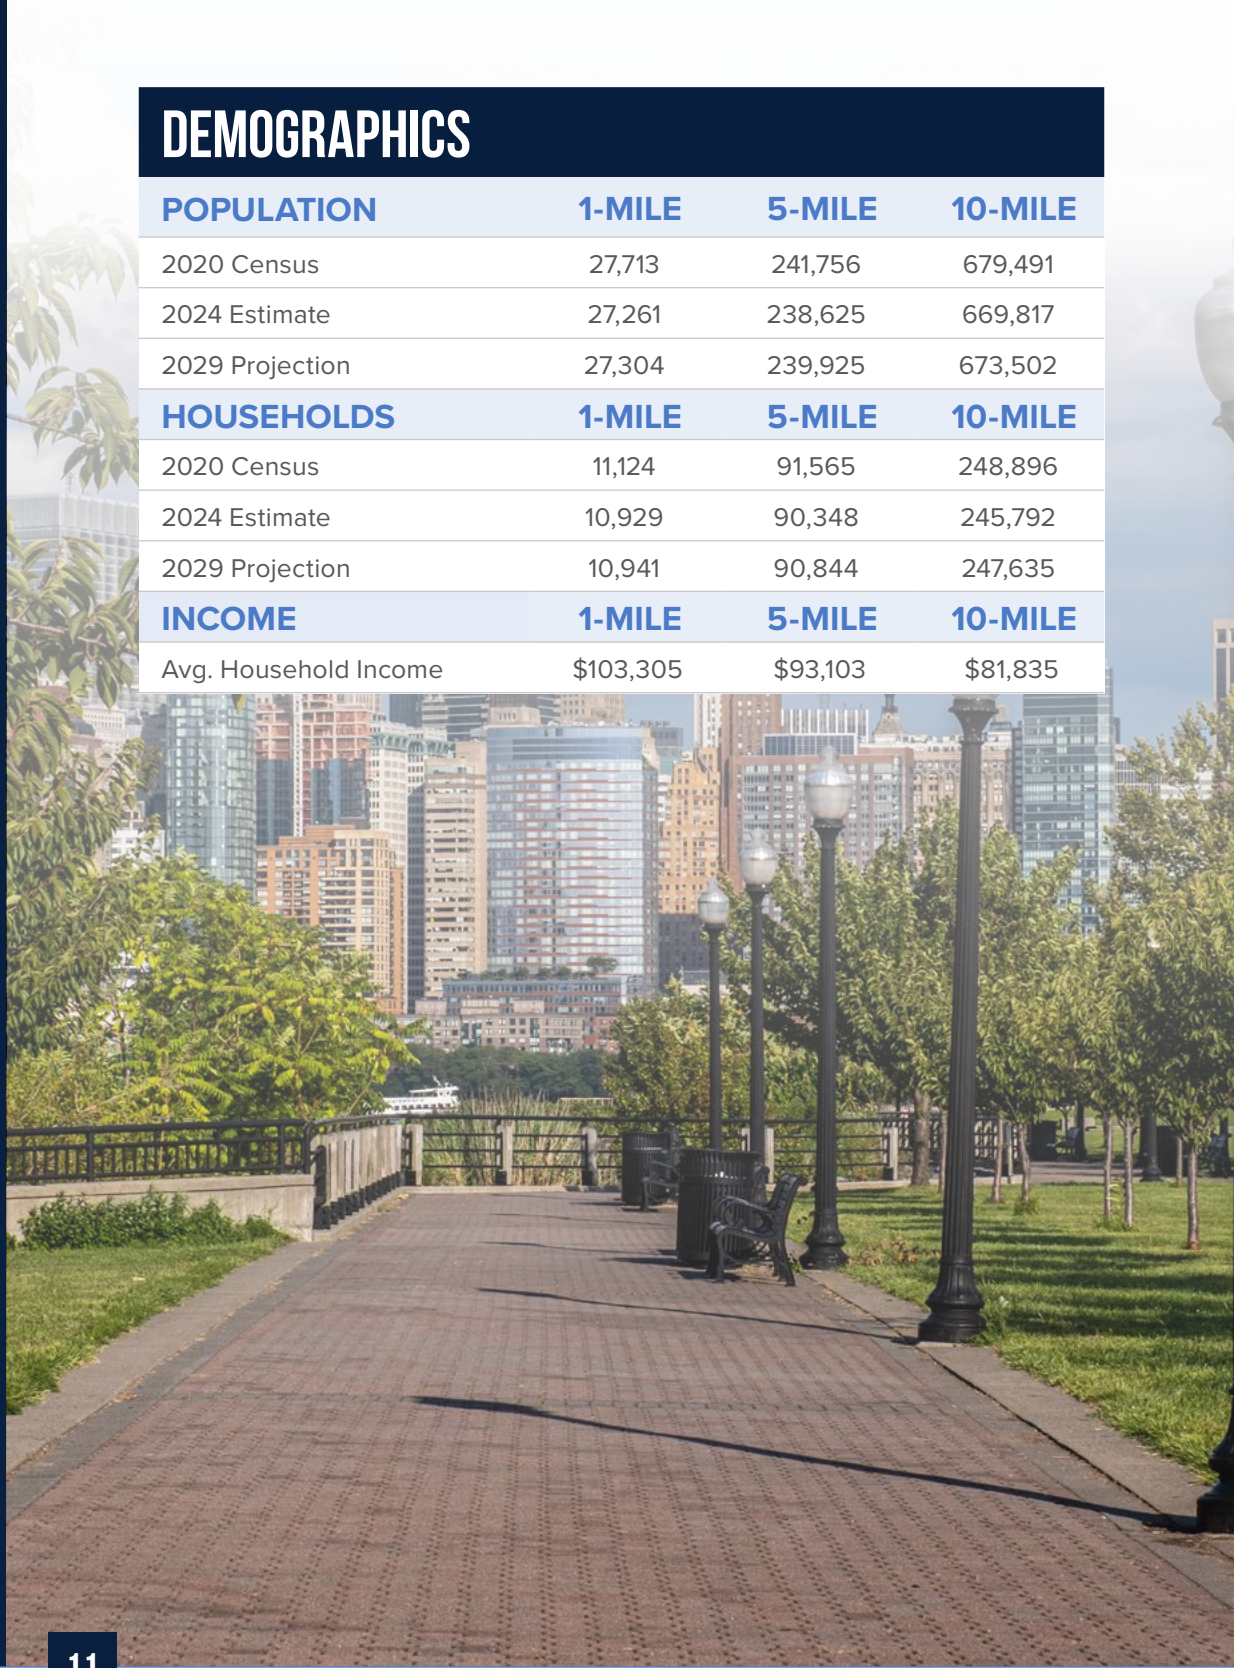 DEMOGRAPHICS
POPULATION 1-MILE 5-MILE 10-MILE
2020 Census 27,713 241,756 679,491
2024 Estimate 27,261 238,625 669,817
2029 Projection 27,304 239,925 673,502
HOUSEHOLDS 1-MILE 5-MILE 10-MILE
2020 Census 11,124 91,565 248,896
2024 Estimate 10,929 90,348 245,792
2029 Projection 10,941 90,844 247,635
INCOME 1-MILE 5-MILE 10-MILE
Avg. Household Income $103,305 $93,103 $81,835
11